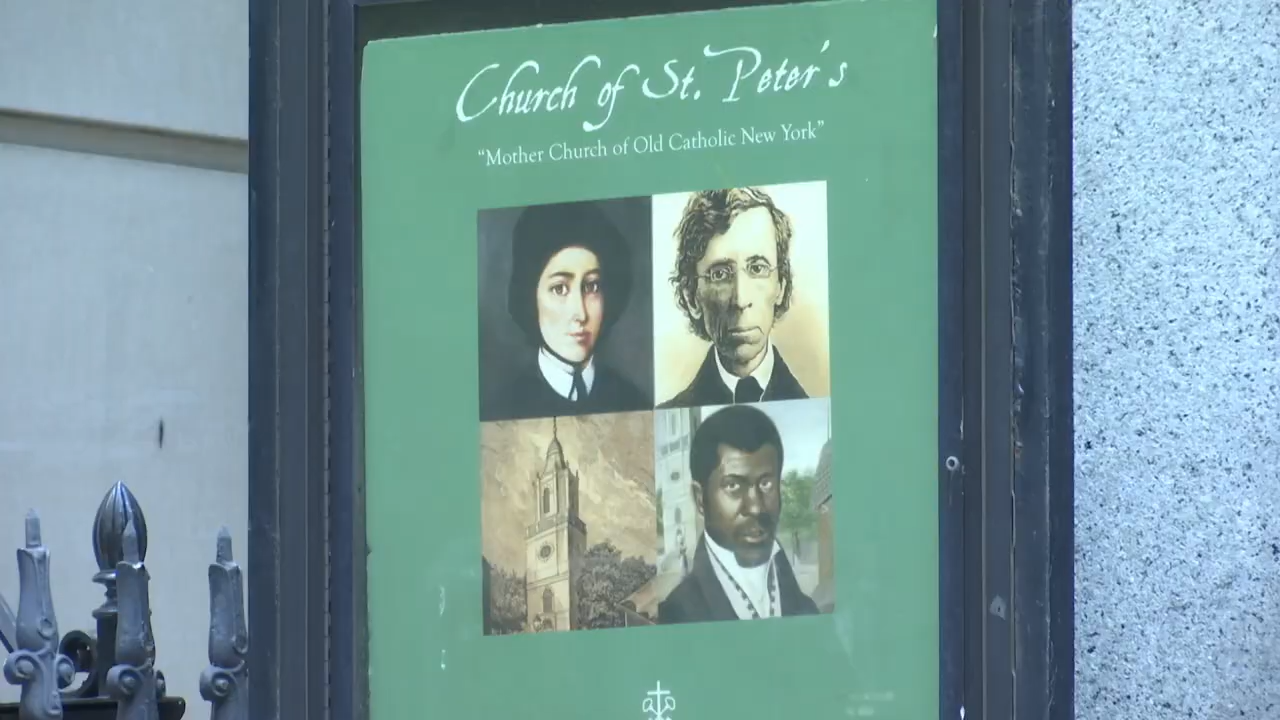 Church of St. Peter's
“Mother Church of Old Catholic New York”